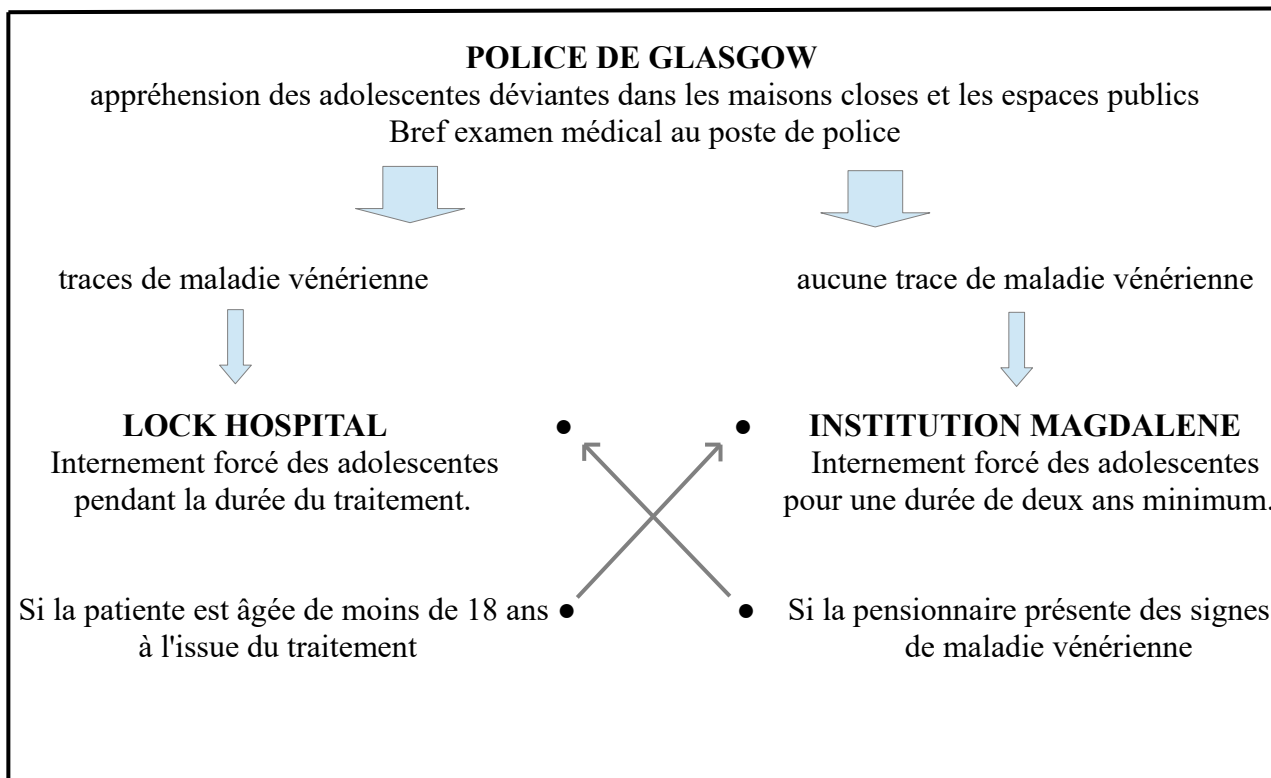 POLICE DE GLASGOW
appréhension des adolescentes déviantes dans les maisons closes et les espaces publics
Bref examen médical au poste de police
traces de maladie vénérienne
aucune trace de maladie vénérienne
LOCK HOSPITAL
Internement forcé des adolescentes
pendant la durée du traitement.
INSTITUTION MAGDALENE
Internement forcé des adolescentes
pour une durée de deux ans minimum.
Si la patiente est âgée de moins de 18 ans
à l'issue du traitement
Si la pensionnaire présente des signes
de maladie vénérienne